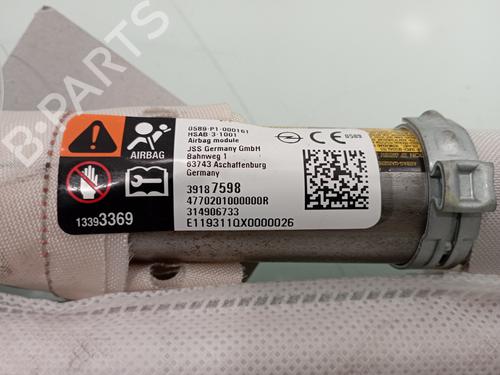 0589-P1-000161
HSAB-3-1001
Airbag module
JSS Germany GmbH
Bahnweg 1
63743 Aschaffenburg
Germany
CE 0589
AIRBAG
13393369
39187598
4770201000000R
314906733
E119311QX0000026
B-PARTS